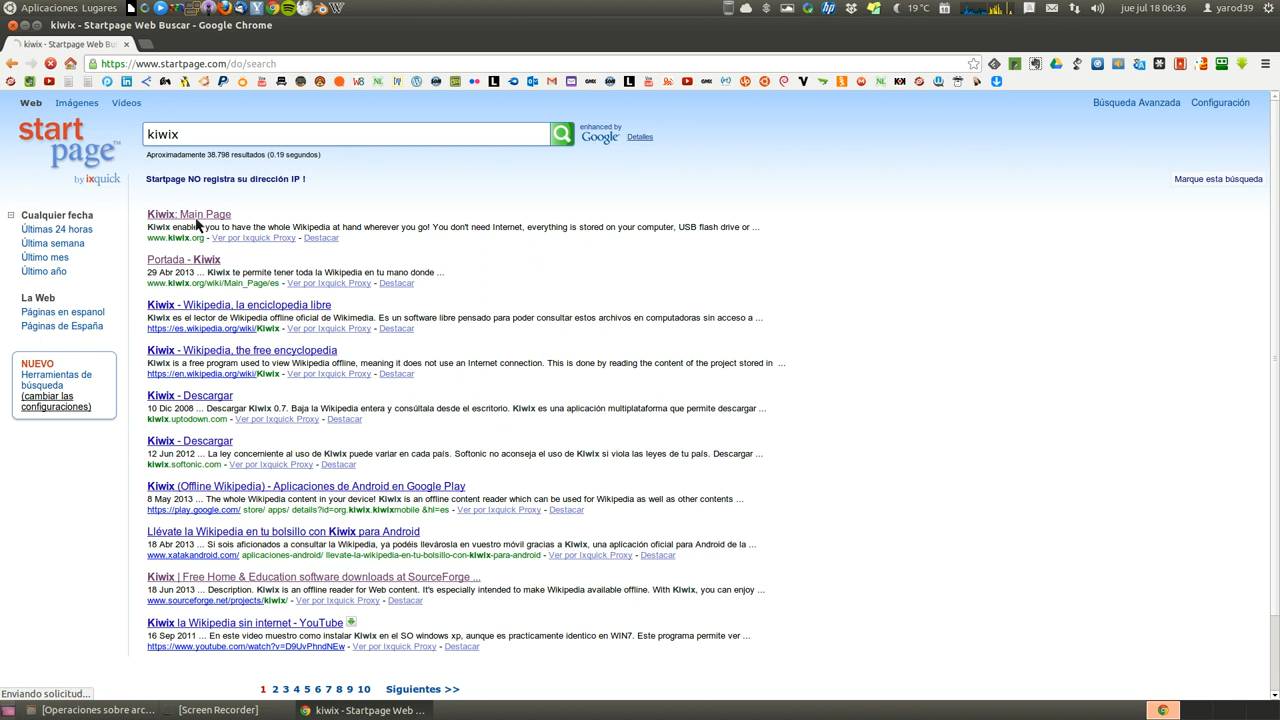 Aplicaciones Lugares
19 °C
jue jul 18 06:36
yarod39
kiwix - Startpage Web Buscar - Google Chrome
kiwix - Startpage Web Bu
https://www.startpage.com/do/search
Web Imágenes Vídeos
Búsqueda Avanzada Configuración
start page
by ixquick
kiwix
enhanced by Google Detalles
Aproximadamente 38.798 resultados (0.19 segundos)
Startpage NO registra su dirección IP !
Marque esta búsqueda
Cualquier fecha
Últimas 24 horas
Última semana
Último mes
Último año
La Web
Páginas en espanol
Páginas de España
NUEVO
Herramientas de
búsqueda
(cambiar las
configuraciones)
Kiwix: Main Page
Kiwix enables you to have the whole Wikipedia at hand wherever you go! You don't need Internet, everything is stored on your computer, USB flash drive or ...
www.kiwix.org - Ver por Ixquick Proxy - Destacar
Portada - Kiwix
29 Abr 2013 ... Kiwix te permite tener toda la Wikipedia en tu mano donde ...
www.kiwix.org/wiki/Main_Page/es - Ver por Ixquick Proxy - Destacar
Kiwix - Wikipedia, la enciclopedia libre
Kiwix es el lector de Wikipedia offline oficial de Wikimedia. Es un software libre pensado para poder consultar estos archivos en computadoras sin acceso a ...
https://es.wikipedia.org/wiki/Kiwix - Ver por Ixquick Proxy - Destacar
Kiwix - Wikipedia, the free encyclopedia
Kiwix is a free program used to view Wikipedia offline, meaning it does not use an Internet connection. This is done by reading the content of the project stored in ...
https://en.wikipedia.org/wiki/Kiwix - Ver por Ixquick Proxy - Destacar
Kiwix - Descargar
10 Dic 2008 ... Descargar Kiwix 0.7. Baja la Wikipedia entera y consúltala desde el escritorio. Kiwix es una aplicación multiplataforma que permite descargar ...
kiwix.uptodown.com - Ver por Ixquick Proxy - Destacar
Kiwix - Descargar
12 Jun 2012 ... La ley concerniente al uso de Kiwix puede variar en cada país. Softonic no aconseja el uso de Kiwix si viola las leyes de tu país. Descargar ...
kiwix.softonic.com - Ver por Ixquick Proxy - Destacar
Kiwix (Offline Wikipedia) - Aplicaciones de Android en Google Play
8 May 2013 ... The whole Wikipedia content in your device! Kiwix is an offline content reader which can be used for Wikipedia as well as other contents ...
https://play.google.com/ store/ apps/ details?id=org.kiwix.kiwixmobile &hl=es - Ver por Ixquick Proxy - Destacar
Llévate la Wikipedia en tu bolsillo con Kiwix para Android
18 Abr 2013 ... Si sois aficionados a consultar la Wikipedia, ya podéis llevárosla en vuestro móvil gracias a Kiwix, una aplicación oficial para Android de la ...
www.xatakandroid.com/ aplicaciones-android/ llevate-la-wikipedia-en-tu-bolsillo-con-kiwix-para-android - Ver por Ixquick Proxy - Destacar
Kiwix | Free Home & Education software downloads at SourceForge ...
18 Jun 2013 ... Description. Kiwix is an offline reader for Web content. It's especially intended to make Wikipedia available offline. With Kiwix, you can enjoy ...
www.sourceforge.net/projects/kiwix/ - Ver por Ixquick Proxy - Destacar
Kiwix la Wikipedia sin internet - YouTube
16 Sep 2011 ... En este video muestro como instalar Kiwix en el SO windows xp, aunque es practicamente identico en WIN7. Este programa permite ver ...
https://www.youtube.com/watch?v=D9UvPhndNEw - Ver por Ixquick Proxy - Destacar
1 2 3 4 5 6 7 8 9 10 Siguientes >>
Enviando solicitud...
[Operaciones sobre arc...
[Screen Recorder]
kiwix - Startpage Web ...